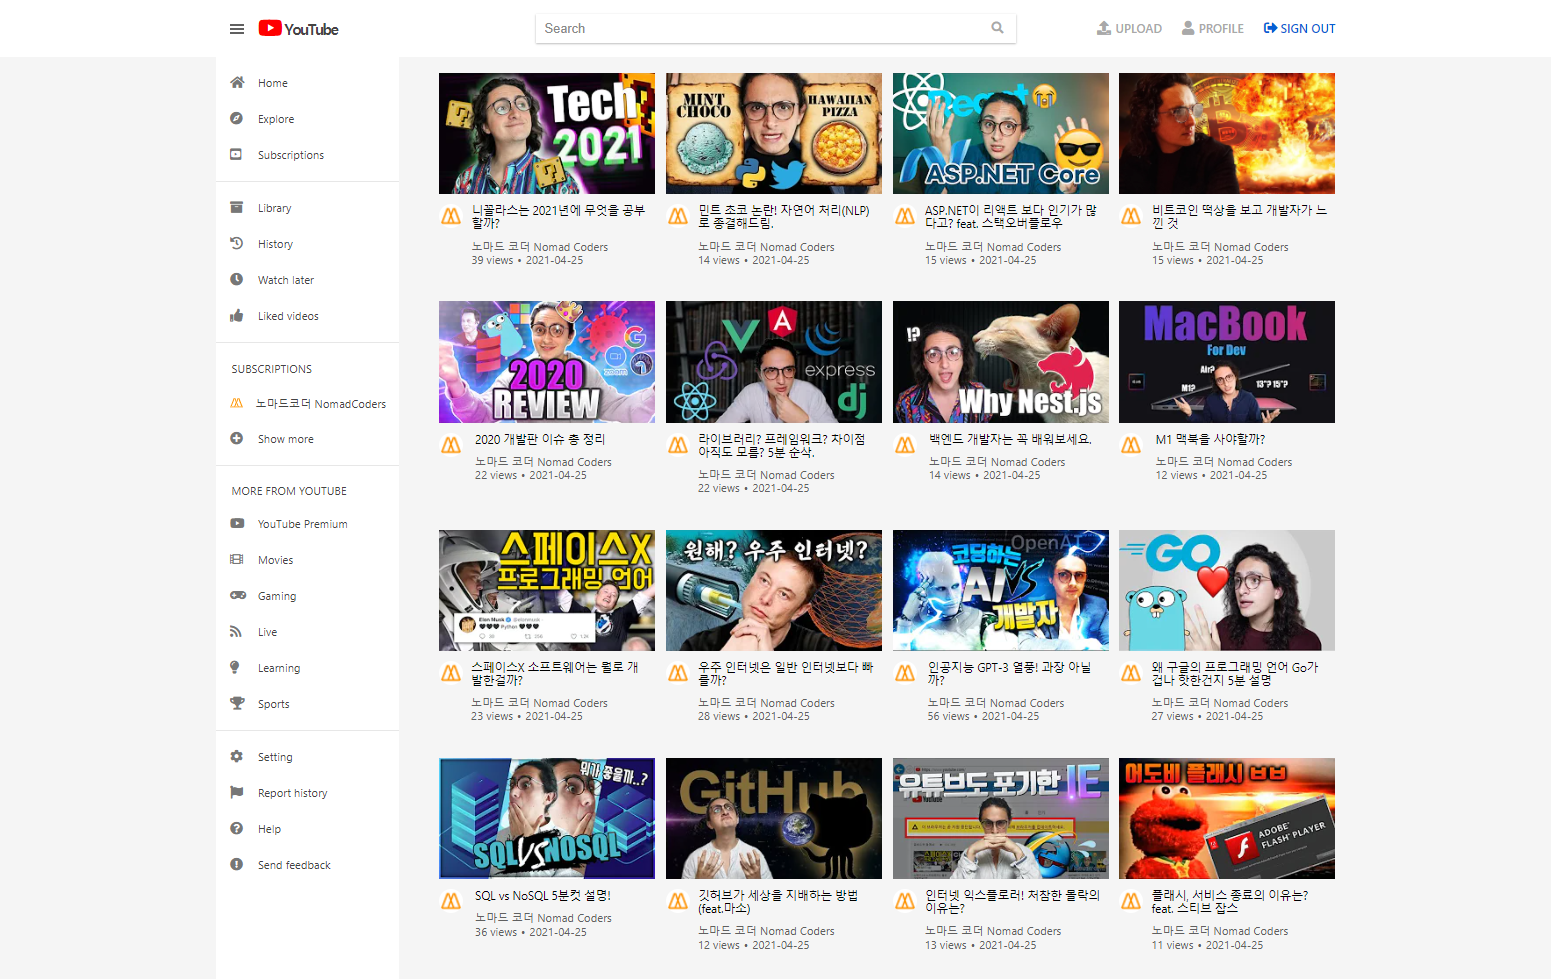 YouTube
Search
UPLOAD
PROFILE
SIGN OUT
Home
Explore
Subscriptions
Library
History
Watch later
Liked videos
SUBSCRIPTIONS
노마드코더 NomadCoders
Show more
MORE FROM YOUTUBE
YouTube Premium
Movies
Gaming
Live
Learning
Sports
Setting
Report history
Help
Send feedback
Tech
2021
니꼴라스는 2021년에 무엇을 공부
할까?
노마드 코더 Nomad Coders
39 views • 2021-04-25
MINT
CHOCO
HAWAIIAN
PIZZA
민트 초코 논란! 자연어 처리(NLP)
로 종결해드림.
노마드 코더 Nomad Coders
14 views • 2021-04-25
React
ASP.NET Core
ASP.NET이 리액트 보다 인기가 많
다고? feat. 스택오버플로우
노마드 코더 Nomad Coders
15 views • 2021-04-25
비트코인 떡상을 보고 개발자가 느
낀 것
노마드 코더 Nomad Coders
15 views • 2021-04-25
zoom
2020
REVIEW
2020 개발판 이슈 총 정리
노마드 코더 Nomad Coders
22 views • 2021-04-25
express
dj
라이브러리? 프레임워크? 차이점
아직도 모름? 5분 순삭.
노마드 코더 Nomad Coders
22 views • 2021-04-25
!?
Why Nest.js
백엔드 개발자는 꼭 배워보세요.
노마드 코더 Nomad Coders
14 views • 2021-04-25
MacBook
For Dev
Air?
M1?
13"? 15"?
M1 맥북을 사야할까?
노마드 코더 Nomad Coders
12 views • 2021-04-25
스페이스X
프로그래밍 언어
Elon Musk
Python
스페이스X 소프트웨어는 뭘로 개
발한걸까?
노마드 코더 Nomad Coders
23 views • 2021-04-25
원해? 우주 인터넷?
우주 인터넷은 일반 인터넷보다 빠
를까?
노마드 코더 Nomad Coders
28 views • 2021-04-25
OpenAI
코딩하는
AI VS
개발자
인공지능 GPT-3 열풍! 과장 아닐
까?
노마드 코더 Nomad Coders
56 views • 2021-04-25
GO
왜 구글의 프로그래밍 언어 Go가
겁나 핫한건지 5분 설명
노마드 코더 Nomad Coders
27 views • 2021-04-25
뭐가 좋을까..?
SQL VS NOSQL
SQL vs NoSQL 5분컷 설명!
노마드 코더 Nomad Coders
36 views • 2021-04-25
GitHub
깃허브가 세상을 지배하는 방법
(feat.마소)
노마드 코더 Nomad Coders
12 views • 2021-04-25
유튜브도 포기한 IE
인터넷 익스플로러! 처참한 몰락의
이유는?
노마드 코더 Nomad Coders
13 views • 2021-04-25
어도비 플래시 ㅂㅂ
ADOBE
FLASH PLAYER
플래시, 서비스 종료의 이유는?
feat. 스티브 잡스
노마드 코더 Nomad Coders
11 views • 2021-04-25